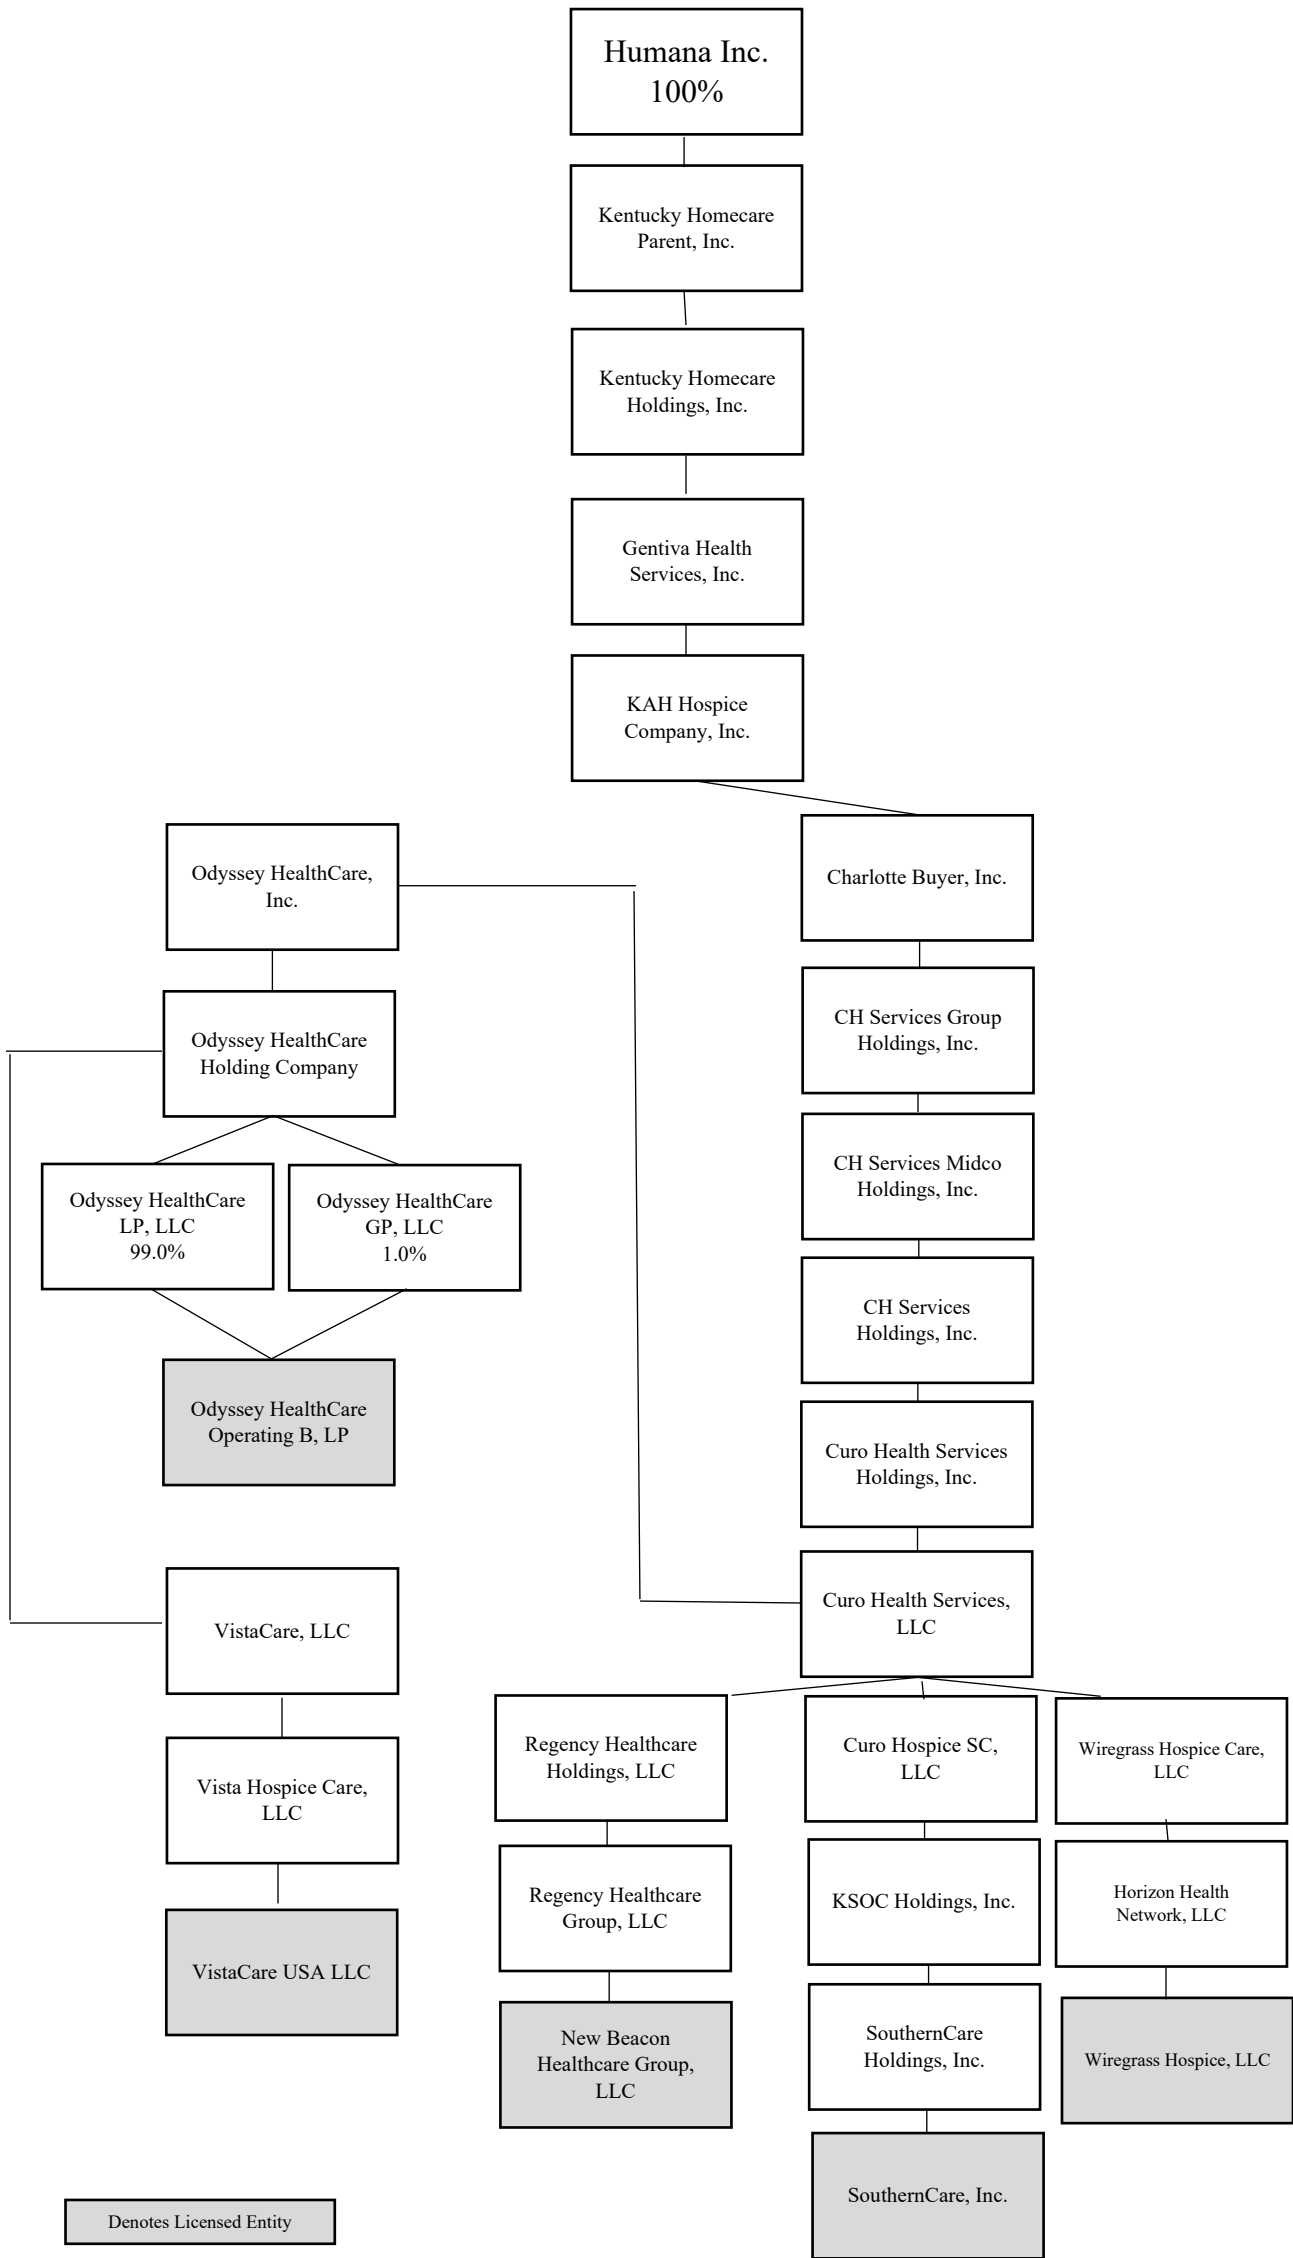 Humana Inc.
100%
Kentucky Homecare
Parent, Inc.
Kentucky Homecare
Holdings, Inc.
Gentiva Health
Services, Inc.
KAH Hospice
Company, Inc.
Odyssey HealthCare,
Inc.
Charlotte Buyer, Inc.
Odyssey HealthCare
Holding Company
CH Services Group
Holdings, Inc.
CH Services Midco
Holdings, Inc.
Odyssey HealthCare
LP, LLC
99.0%
Odyssey HealthCare
GP, LLC
1.0%
CH Services
Holdings, Inc.
Odyssey HealthCare
Operating B, LP
Curo Health Services
Holdings, Inc.
VistaCare, LLC
Curo Health Services,
LLC
Vista Hospice Care,
LLC
Regency Healthcare
Holdings, LLC
Curo Hospice SC,
LLC
Wiregrass Hospice Care,
LLC
Regency Healthcare
Group, LLC
KSOC Holdings, Inc.
Horizon Health
Network, LLC
VistaCare USA LLC
New Beacon
Healthcare Group,
LLC
SouthernCare
Holdings, Inc.
Wiregrass Hospice, LLC
SouthernCare, Inc.
Denotes Licensed Entity